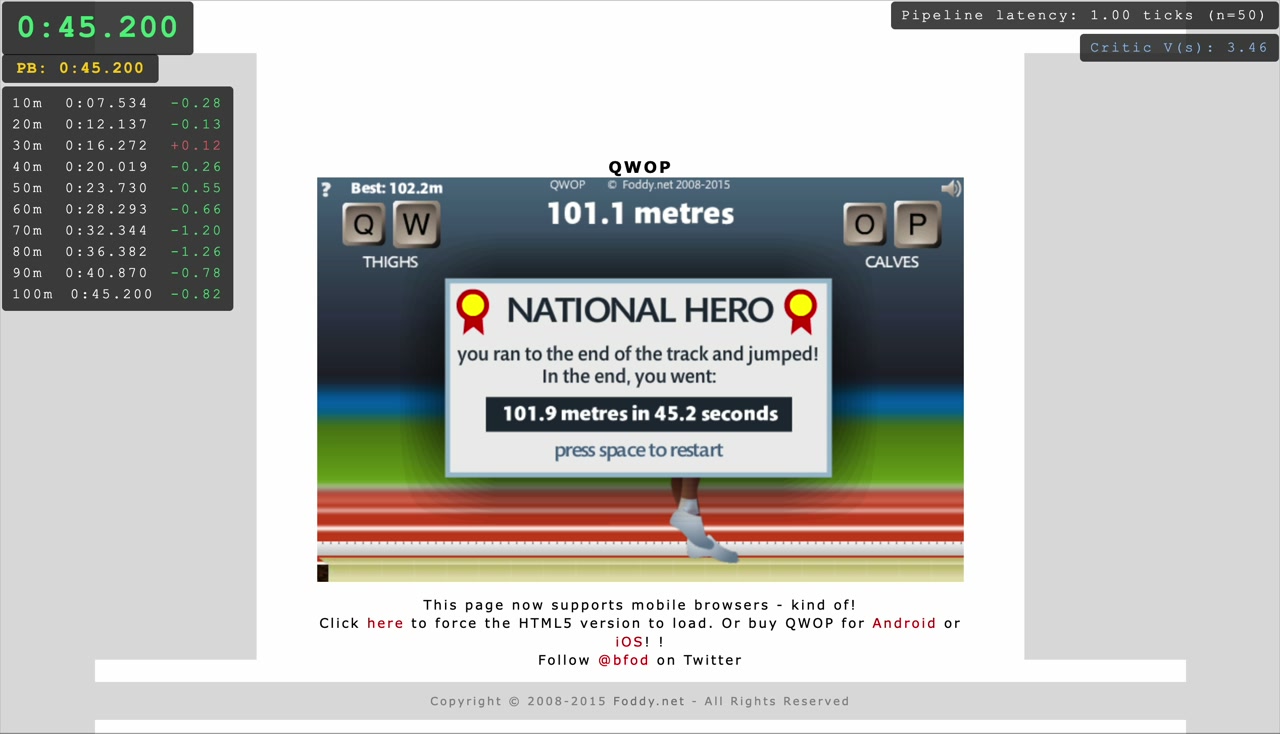 0:45.200
Pipeline latency: 1.00 ticks (n=50)
PB: 0:45.200
Critic V(s): 3.46
10m 0:07.534 -0.28
20m 0:12.137 -0.13
30m 0:16.272 +0.12
40m 0:20.019 -0.26
50m 0:23.730 -0.55
60m 0:28.293 -0.66
70m 0:32.344 -1.20
80m 0:36.382 -1.26
90m 0:40.870 -0.78
100m 0:45.200 -0.82
QWOP
? Best: 102.2m QWOP © Foddy.net 2008-2015
101.1 metres
Q W O P
THIGHS CALVES
NATIONAL HERO
you ran to the end of the track and jumped!
In the end, you went:
101.9 metres in 45.2 seconds
press space to restart
This page now supports mobile browsers - kind of!
Click here to force the HTML5 version to load. Or buy QWOP for Android or
iOS! !
Follow @bfod on Twitter
Copyright © 2008-2015 Foddy.net - All Rights Reserved